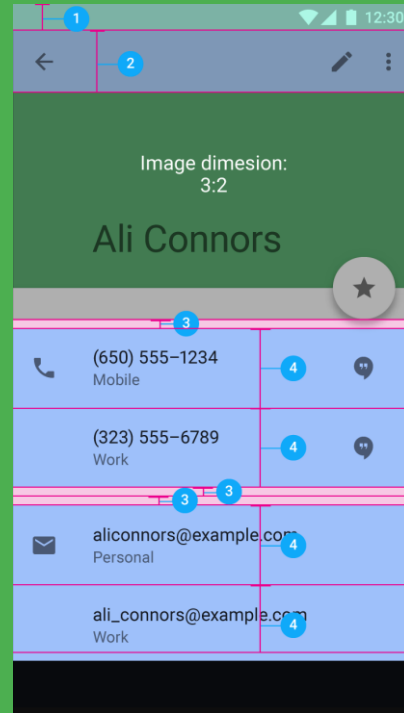 1
12:30
2
Image dimesion:
3:2
Ali Connors
3
(650) 555–1234
Mobile
4
(323) 555–6789
Work
4
3
3
aliconnors@example.com
Personal
4
ali_connors@example.com
Work
4